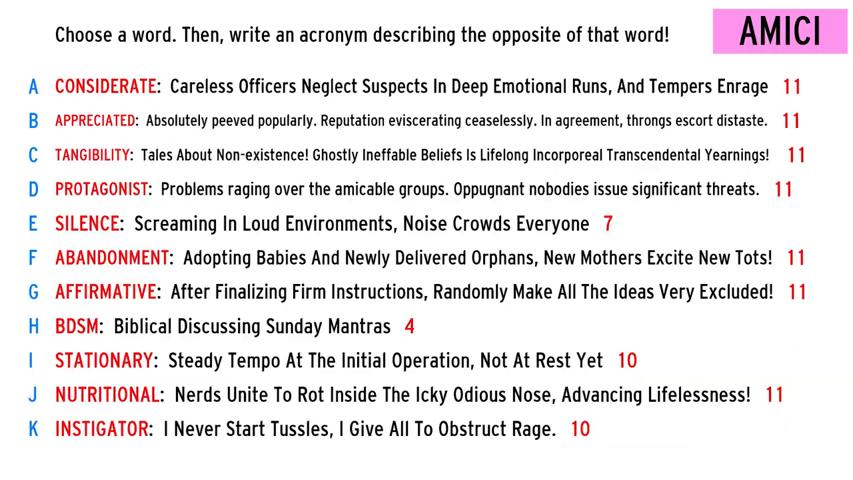 Choose a word. Then, write an acronym describing the opposite of that word!
AMICI
A CONSIDERATE: Careless Officers Neglect Suspects In Deep Emotional Runs, And Tempers Enrage 11
B APPRECIATED: Absolutely peeved popularly. Reputation eviscerating ceaselessly. In agreement, throngs escort distaste. 11
C TANGIBILITY: Tales About Non-existence! Ghostly Ineffable Beliefs Is Lifelong Incorporeal Transcendental Yearnings! 11
D PROTAGONIST: Problems raging over the amicable groups. Oppugnant nobodies issue significant threats. 11
E SILENCE: Screaming In Loud Environments, Noise Crowds Everyone 7
F ABANDONMENT: Adopting Babies And Newly Delivered Orphans, New Mothers Excite New Tots! 11
G AFFIRMATIVE: After Finalizing Firm Instructions, Randomly Make All The Ideas Very Excluded! 11
H BDSM: Biblical Discussing Sunday Mantras 4
I STATIONARY: Steady Tempo At The Initial Operation, Not At Rest Yet 10
J NUTRITIONAL: Nerds Unite To Rot Inside The Icky Odious Nose, Advancing Lifelessness! 11
K INSTIGATOR: I Never Start Tussles, I Give All To Obstruct Rage. 10